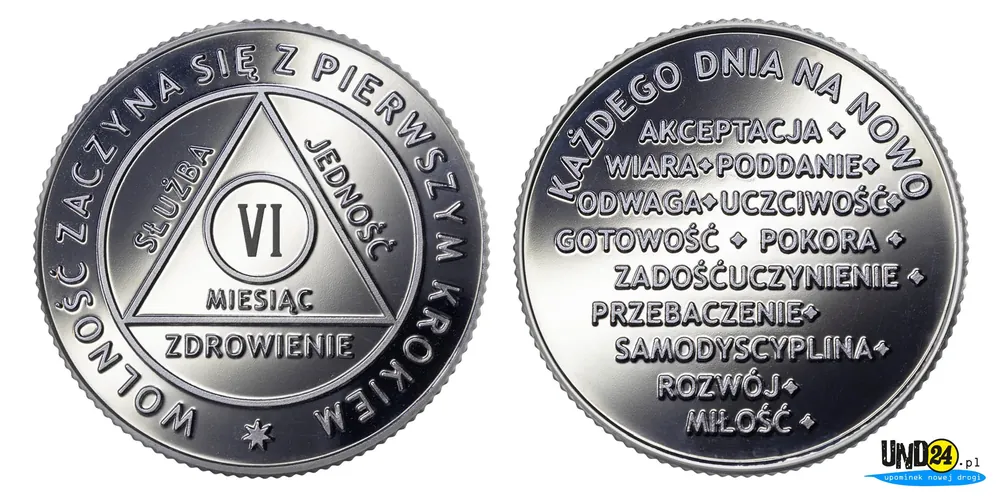 WOLNOŚĆ ZACZYNA SIĘ Z PIERWSZYM KROKIEM
SŁUŻBA
JEDNOŚĆ
VI
MIESIĄC
ZDROWIENIE
KAŻDEGO DNIA NA NOWO
AKCEPTACJA
WIARA PODDANIE
ODWAGA UCZCIWOŚĆ
GOTOWOŚĆ POKORA
ZADOŚĆUCZYNIENIE
PRZEBACZENIE
SAMODYSCYPLINA
ROZWÓJ
MIŁOŚĆ
UND24.pl
upominek nowej drogi